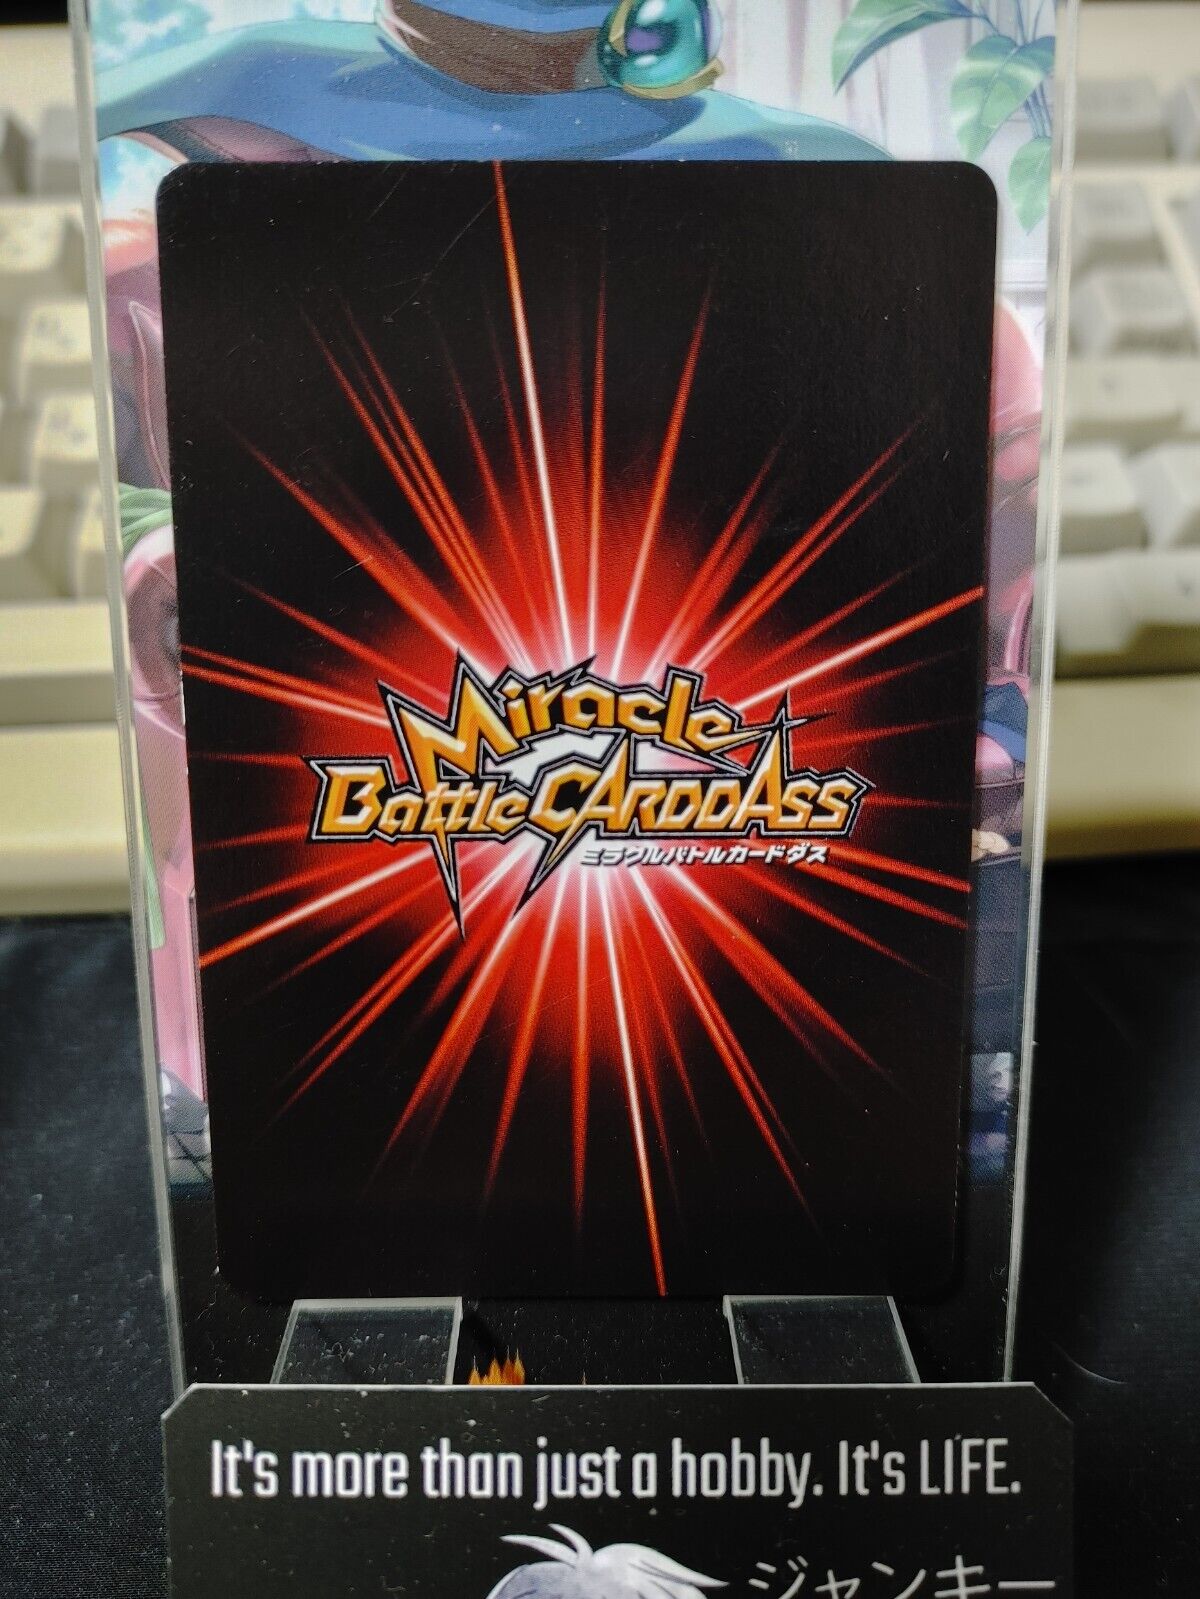 Miracle
Battle CARDDASS
ミラクルバトルカードダス
It's more than just a hobby. It's LIFE.
ジャンキー